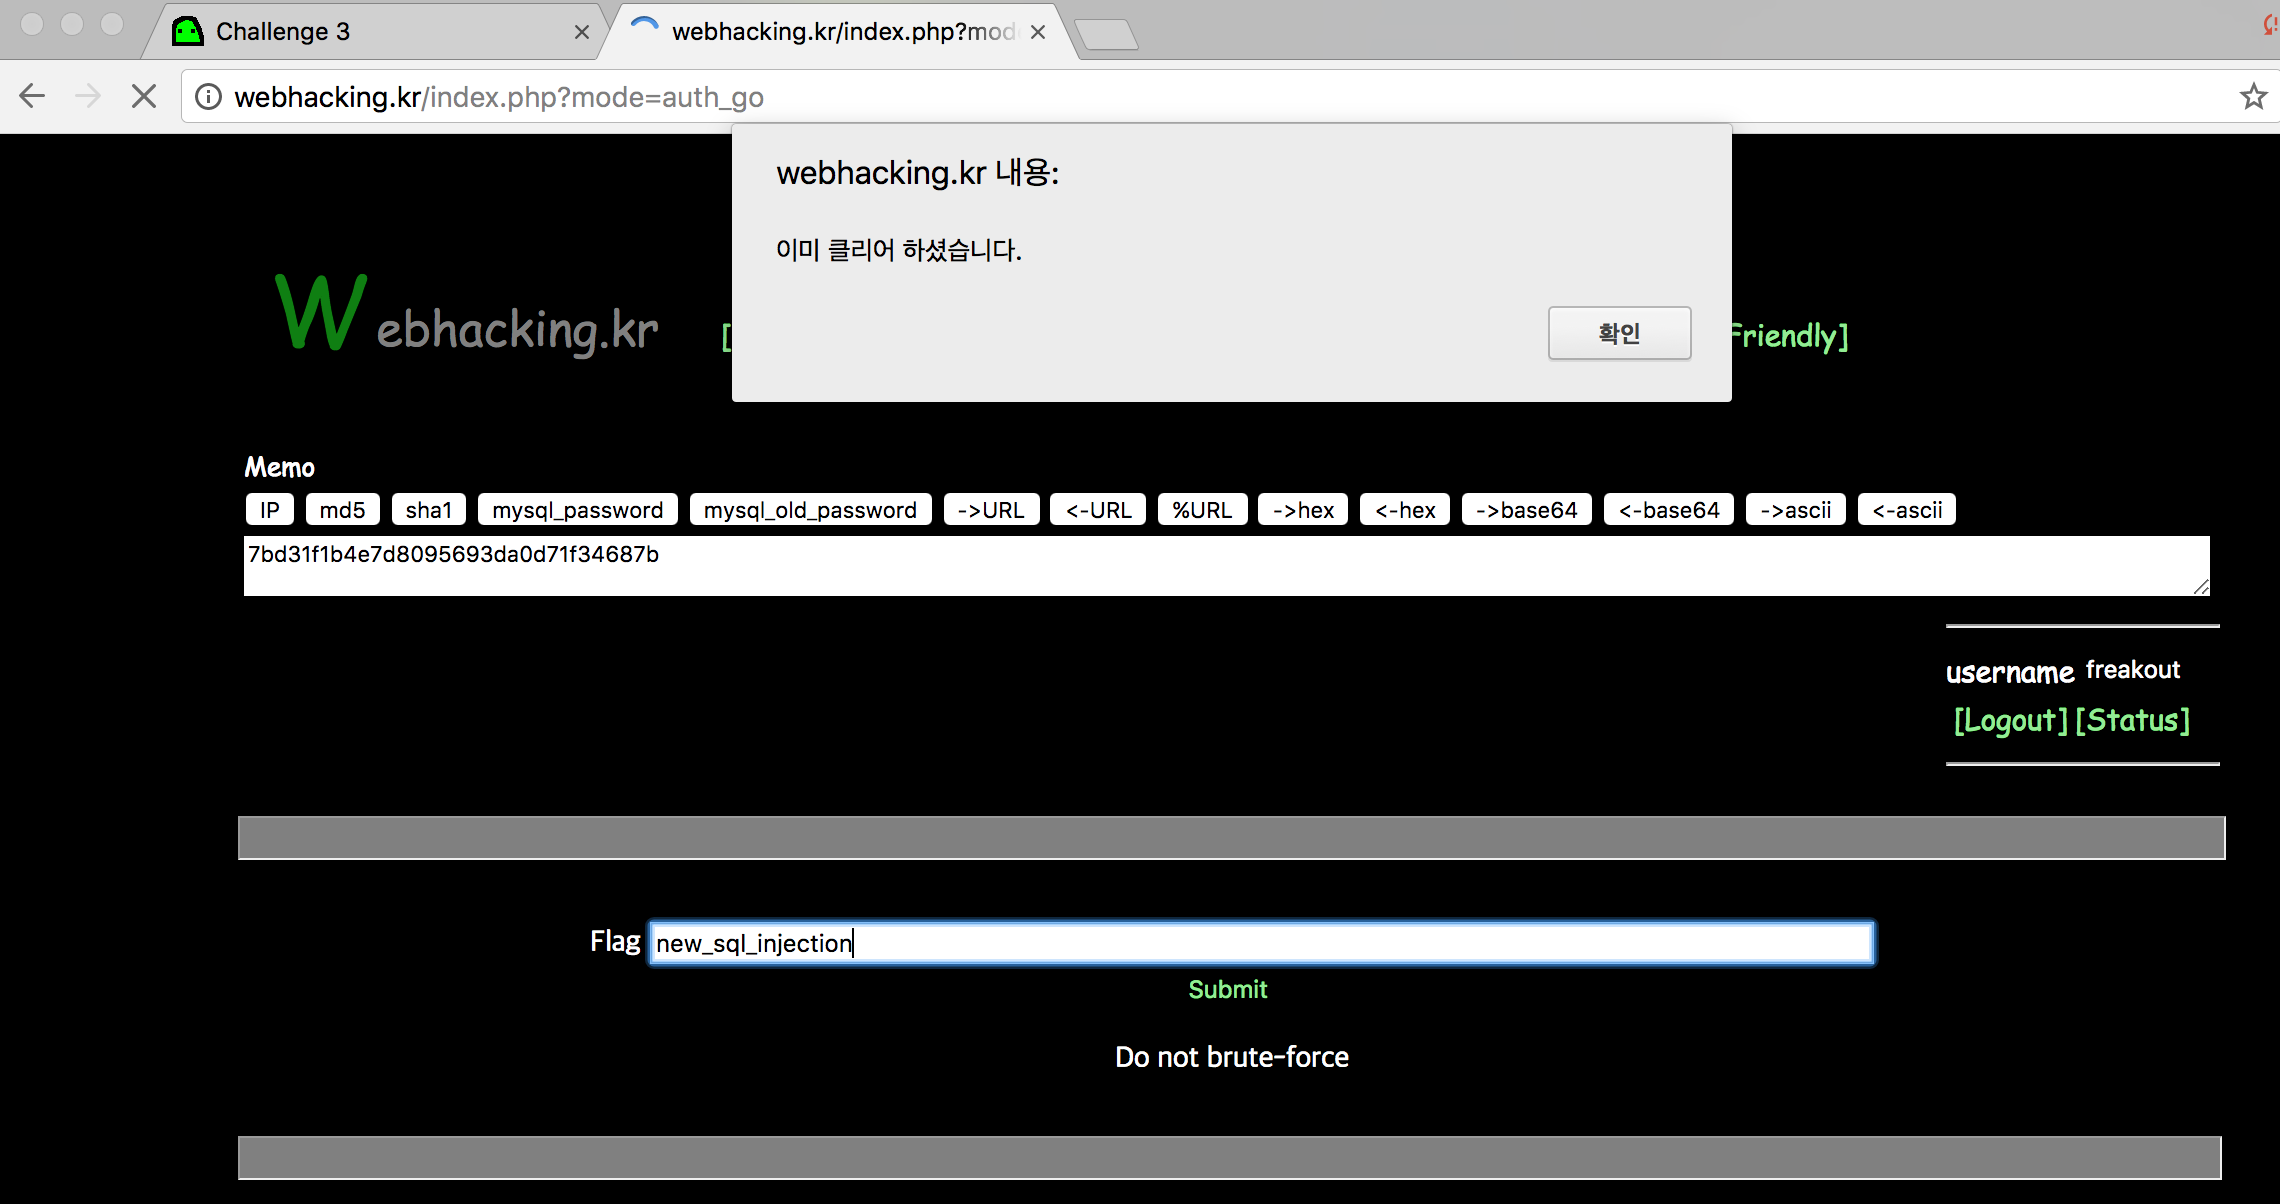 Challenge 3
webhacking.kr/index.php?mod
webhacking.kr/index.php?mode=auth_go
webhacking.kr 내용:
이미 클리어 하셨습니다.
확인
Webhacking.kr
[
Friendly]
Memo
IP md5 sha1 mysql_password mysql_old_password ->URL <-URL %URL ->hex <-hex ->base64 <-base64 ->ascii <-ascii
7bd31f1b4e7d8095693da0d71f34687b
username freakout
[Logout] [Status]
Flag new_sql_injection
Submit
Do not brute-force